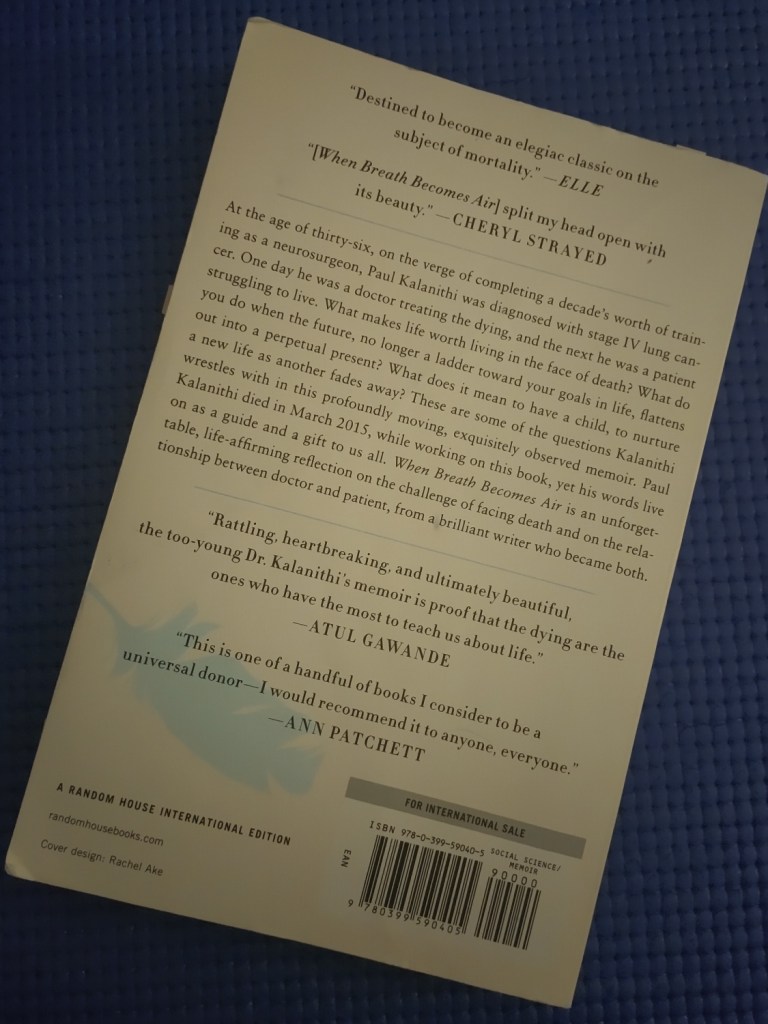 "Destined to become an elegiac classic on the
subject of mortality." —ELLE
"[When Breath Becomes Air] split my head open with
its beauty." —CHERYL STRAYED
At the age of thirty-six, on the verge of completing a decade's worth of train-
ing as a neurosurgeon, Paul Kalanithi was diagnosed with stage IV lung can-
cer. One day he was a doctor treating the dying, and the next he was a patient
struggling to live. What makes life worth living in the face of death? What do
you do when the future, no longer a ladder toward your goals in life, flattens
out into a perpetual present? What does it mean to have a child, to nurture
a new life as another fades away? These are some of the questions Kalanithi
wrestles with in this profoundly moving, exquisitely observed memoir. Paul
Kalanithi died in March 2015, while working on this book, yet his words live
on as a guide and a gift to us all. When Breath Becomes Air is an unforget-
table, life-affirming reflection on the challenge of facing death and on the rela-
tionship between doctor and patient, from a brilliant writer who became both.
"Rattling, heartbreaking, and ultimately beautiful,
the too-young Dr. Kalanithi's memoir is proof that the dying are the
ones who have the most to teach us about life."
—ATUL GAWANDE
"This is one of a handful of books I consider to be a
universal donor—I would recommend it to anyone, everyone."
—ANN PATCHETT
A RANDOM HOUSE INTERNATIONAL EDITION
randomhousebooks.com
Cover design: Rachel Ake
FOR INTERNATIONAL SALE
ISBN 978-0-399-59040-5
SOCIAL SCIENCE/
MEMOIR
90000
EAN
9 780399 590405